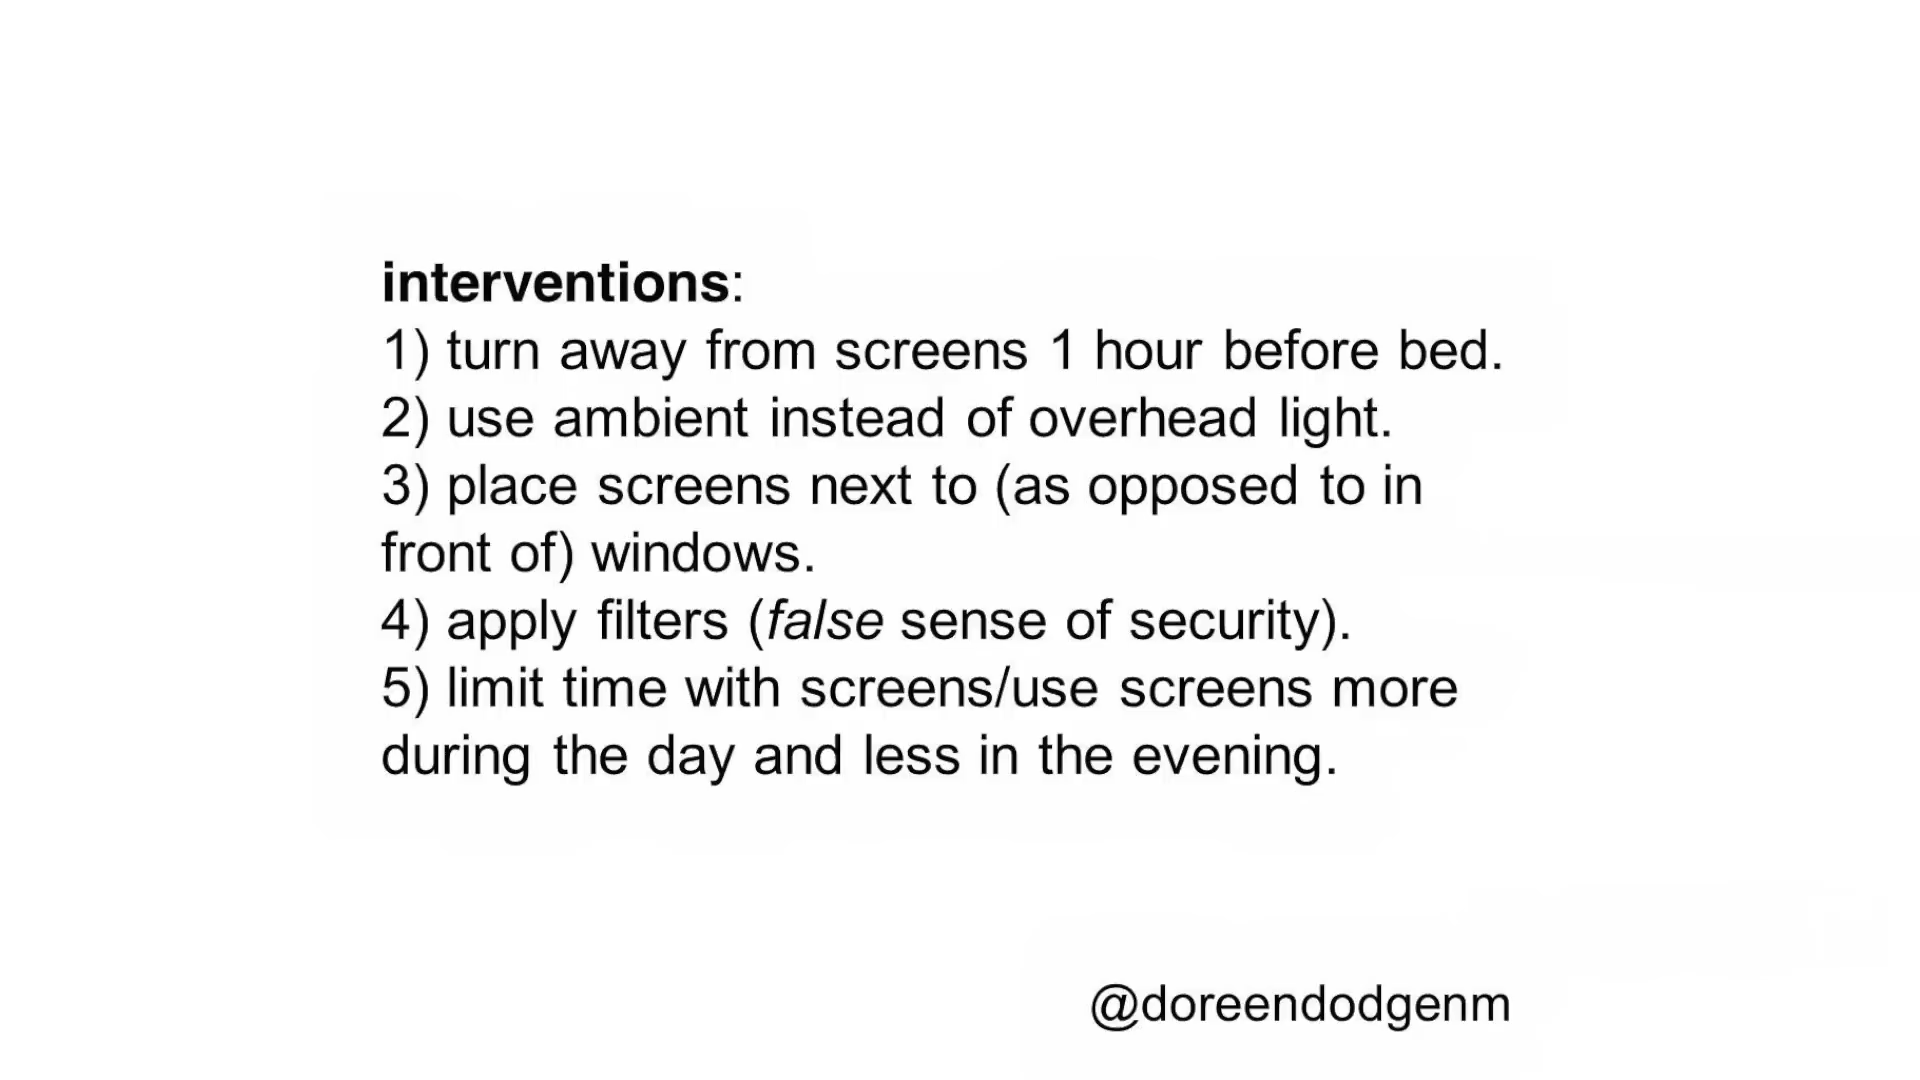 interventions:
1) turn away from screens 1 hour before bed.
2) use ambient instead of overhead light.
3) place screens next to (as opposed to in
front of) windows.
4) apply filters (false sense of security).
5) limit time with screens/use screens more
during the day and less in the evening.
@doreendodgenm